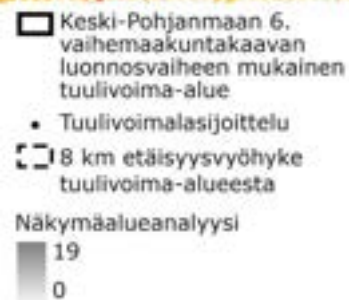 Keski-Pohjanmaan 6.
vaihemaakuntakaavan
luonnosvaiheen mukainen
tuulivoima-alue
Tuulivoimalasijoittelu
8 km etäisyysvyöhyke
tuulivoima-alueesta
Näkymäalueanalyysi
19
0